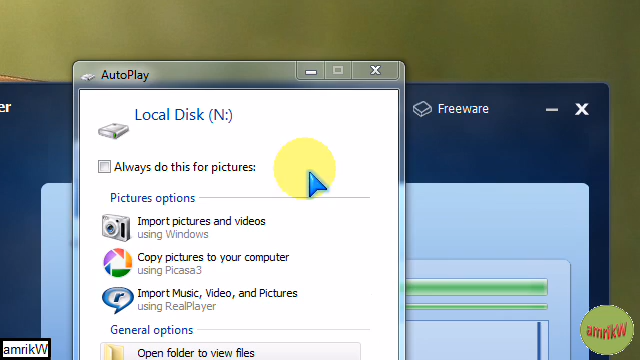 AutoPlay
er
Freeware
Local Disk (N:)
Always do this for pictures:
Pictures options
Import pictures and videos
using Windows
Copy pictures to your computer
using Picasa3
Import Music, Video, and Pictures
using RealPlayer
General options
Open folder to view files
amrikW
amrikW